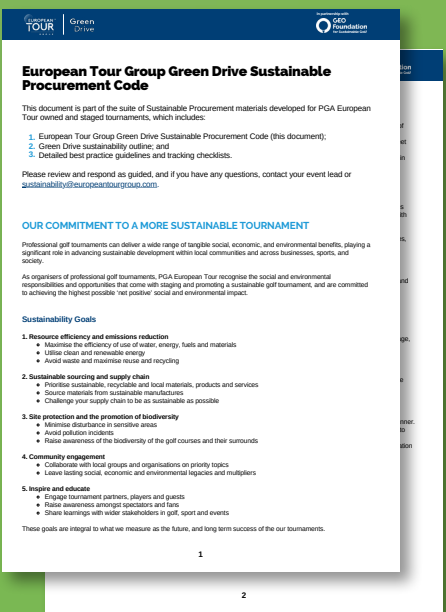 EUROPEAN
TOUR
GROUP
Green
Drive
In partnership with:
GEO
Foundation
for Sustainable Golf
European Tour Group Green Drive Sustainable
Procurement Code
This document is part of the suite of Sustainable Procurement materials developed for PGA European
Tour owned and staged tournaments, which includes:
1. European Tour Group Green Drive Sustainable Procurement Code (this document);
2. Green Drive sustainability outline; and
3. Detailed best practice guidelines and tracking checklists.
Please review and respond as guided, and if you have any questions, contact your event lead or
sustainability@europeantourgroup.com.
OUR COMMITMENT TO A MORE SUSTAINABLE TOURNAMENT
Professional golf tournaments can deliver a wide range of tangible social, economic, and environmental benefits, playing a
significant role in advancing sustainable development within local communities and across businesses, sports, and
society.
As organisers of professional golf tournaments, PGA European Tour recognise the social and environmental
responsibilities and opportunities that come with staging and promoting a sustainable golf tournament, and are committed
to achieving the highest possible ‘net positive’ social and environmental impact.
Sustainability Goals
1. Resource efficiency and emissions reduction
Maximise the efficiency of use of water, energy, fuels and materials
Utilise clean and renewable energy
Avoid waste and maximise reuse and recycling
2. Sustainable sourcing and supply chain
Prioritise sustainable, recyclable and local materials, products and services
Source materials from sustainable manufactures
Challenge your supply chain to be as sustainable as possible
3. Site protection and the promotion of biodiversity
Minimise disturbance in sensitive areas
Avoid pollution incidents
Raise awareness of the biodiversity of the golf courses and their surrounds
4. Community engagement
Collaborate with local groups and organisations on priority topics
Leave lasting social, economic and environmental legacies and multipliers
5. Inspire and educate
Engage tournament partners, players and guests
Raise awareness amongst spectators and fans
Share learnings with wider stakeholders in golf, sport and events
These goals are integral to what we measure as the future, and long term success of the our tournaments.
1
2